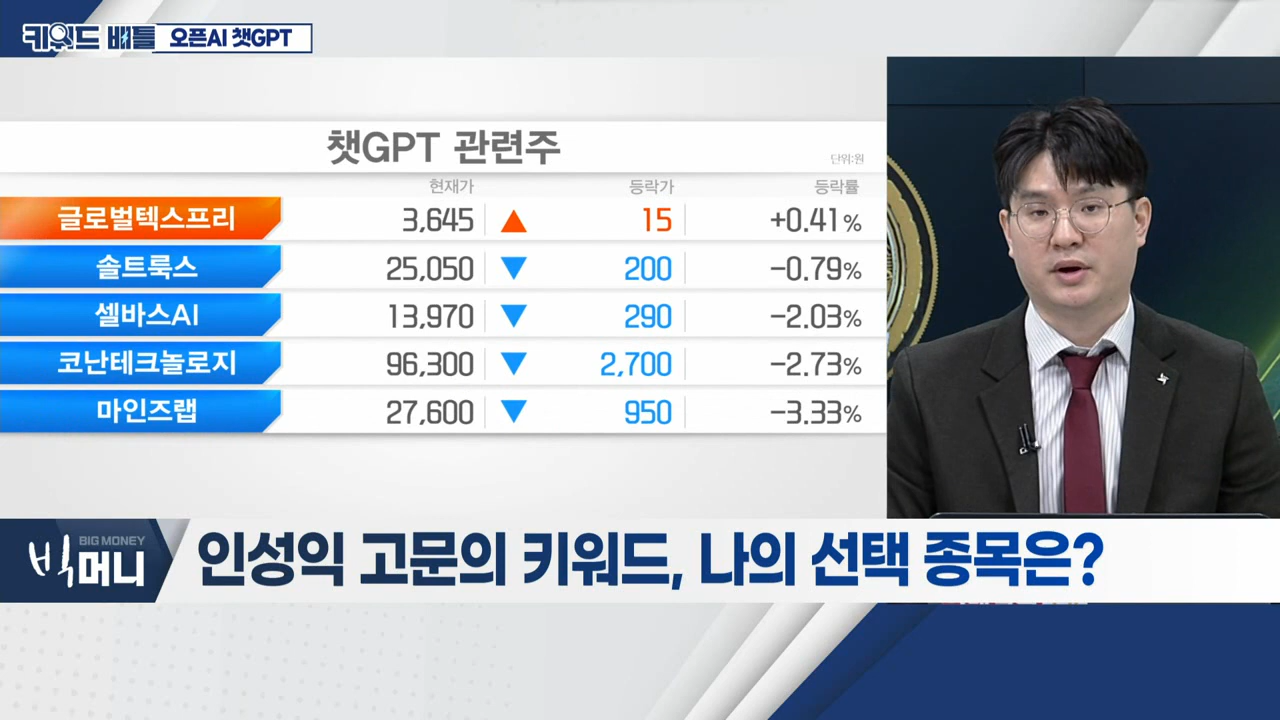 키워드 배틀 오픈AI 챗GPT
챗GPT 관련주
단위:원
현재가 등락가 등락률
글로벌텍스프리 3,645 ▲ 15 +0.41%
솔트룩스 25,050 ▼ 200 -0.79%
셀바스AI 13,970 ▼ 290 -2.03%
코난테크놀로지 96,300 ▼ 2,700 -2.73%
마인즈랩 27,600 ▼ 950 -3.33%
BIG MONEY
빅머니 인성익 고문의 키워드, 나의 선택 종목은?